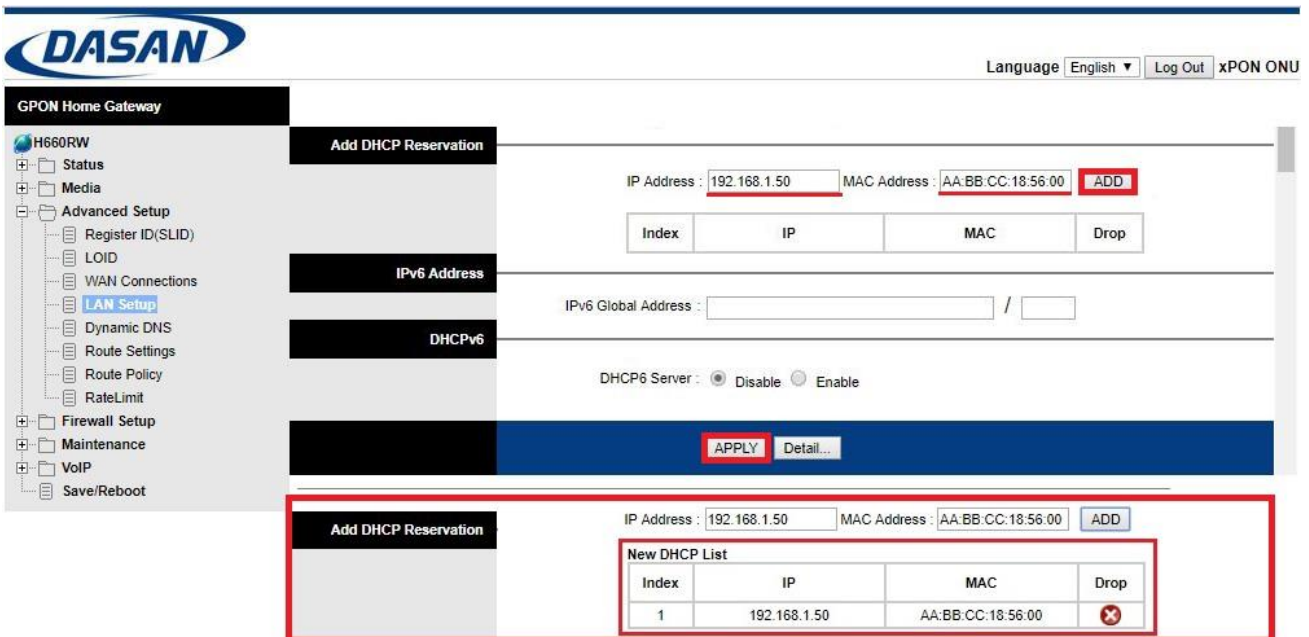 DASAN
Language English ▼ Log Out xPON ONU
GPON Home Gateway
H660RW
Status
Media
Advanced Setup
Register ID(SLID)
LOID
WAN Connections
LAN Setup
Dynamic DNS
Route Settings
Route Policy
RateLimit
Firewall Setup
Maintenance
VoIP
Save/Reboot
Add DHCP Reservation
IP Address : 192.168.1.50 MAC Address : AA:BB:CC:18:56:00 ADD
Index IP MAC Drop
IPv6 Address
IPv6 Global Address : /
DHCPv6
DHCP6 Server : Disable Enable
APPLY Detail...
Add DHCP Reservation
IP Address : 192.168.1.50 MAC Address : AA:BB:CC:18:56:00 ADD
New DHCP List
Index IP MAC Drop
1 192.168.1.50 AA:BB:CC:18:56:00